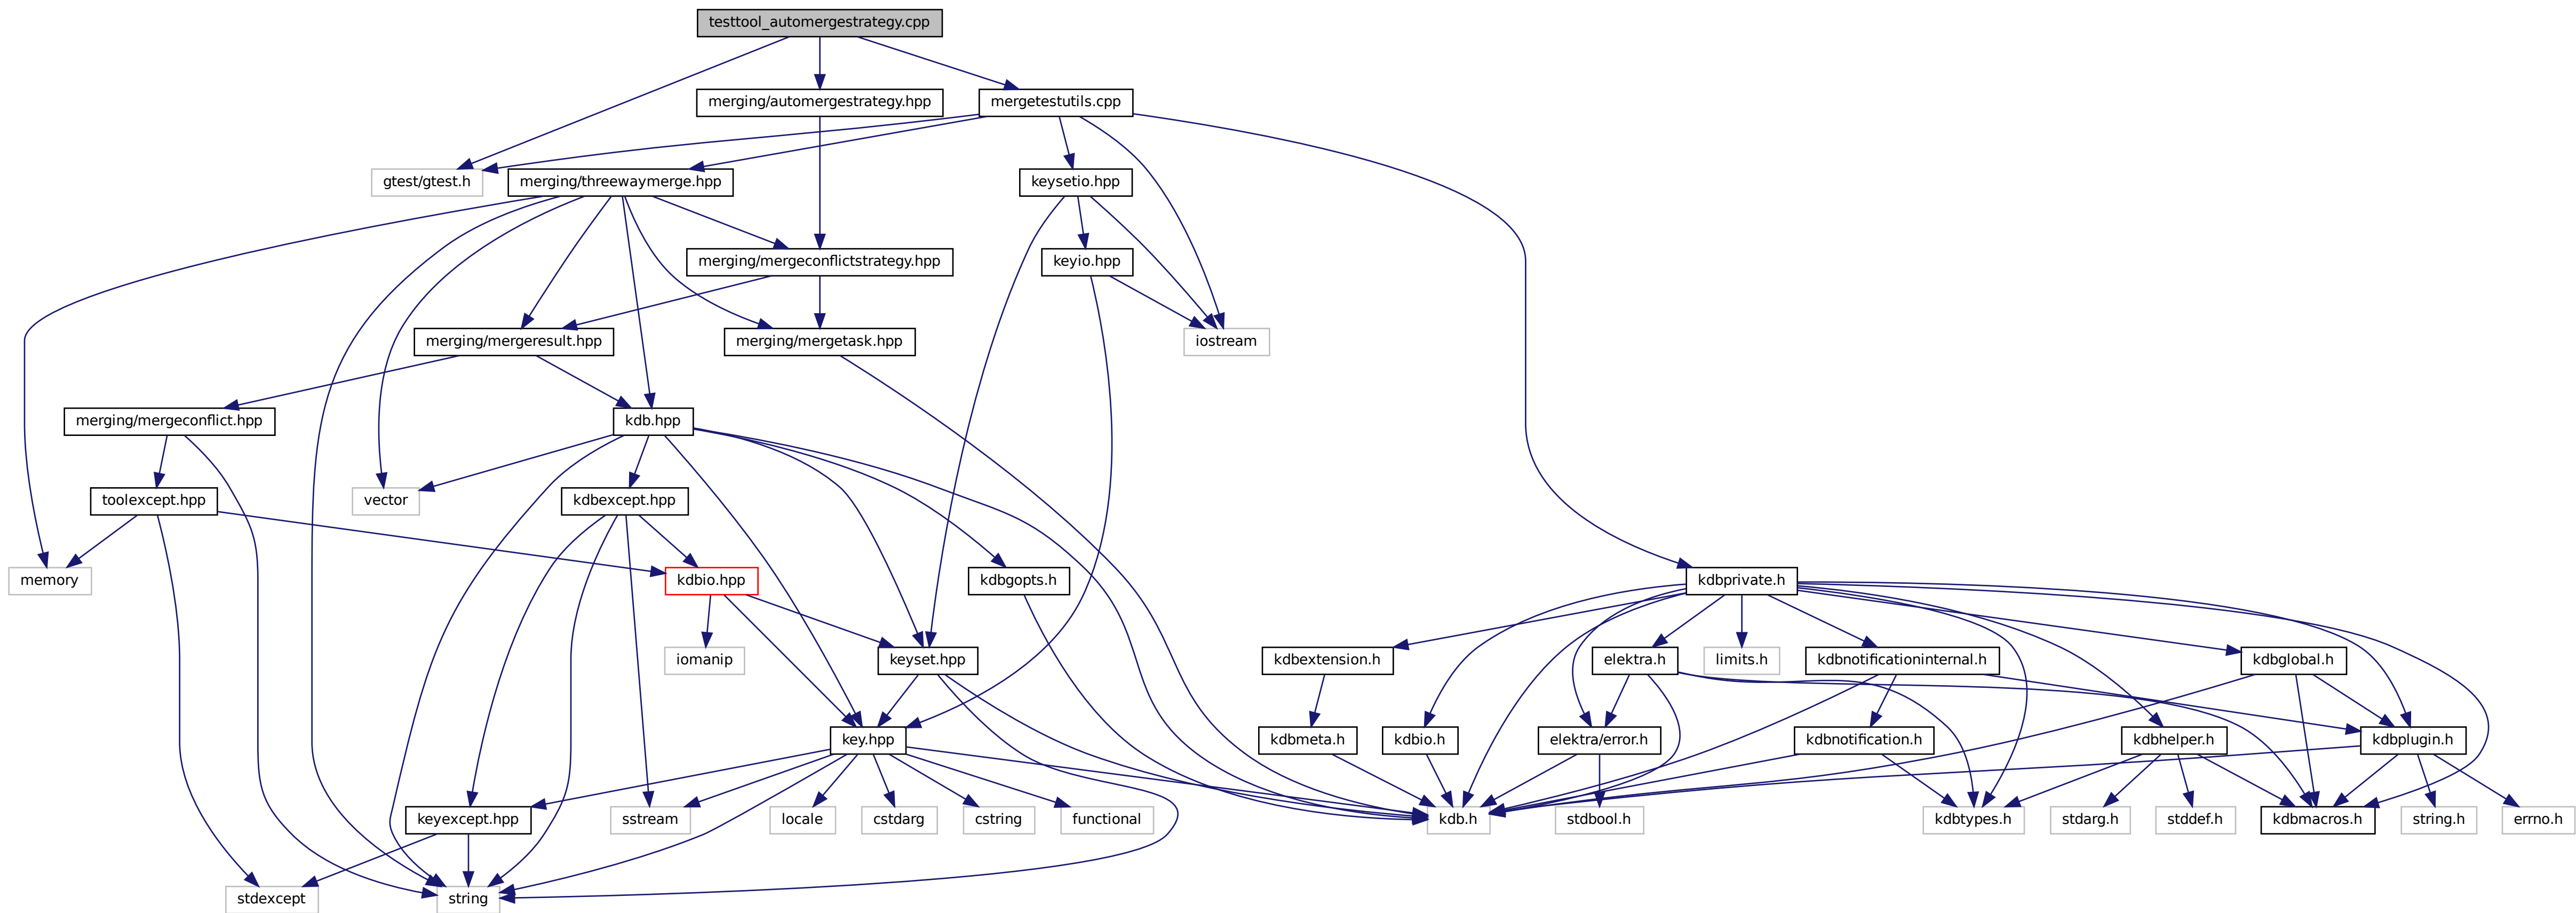 testtool_automergestrategy.cpp
merging/automergestrategy.hpp
mergetestutils.cpp
gtest/gtest.h
merging/threewaymerge.hpp
keysetio.hpp
merging/mergeconflictstrategy.hpp
keyio.hpp
merging/mergeresult.hpp
merging/mergetask.hpp
iostream
merging/mergeconflict.hpp
kdb.hpp
toolexcept.hpp
vector
kdbexcept.hpp
memory
kdbio.hpp
kdbgopts.h
kdbprivate.h
iomanip
keyset.hpp
kdbextension.h
elektra.h
limits.h
kdbnotificationinternal.h
kdbglobal.h
key.hpp
kdbmeta.h
kdbio.h
elektra/error.h
kdbnotification.h
kdbhelper.h
kdbplugin.h
keyexcept.hpp
sstream
locale
cstdarg
cstring
functional
kdb.h
stdbool.h
kdbtypes.h
stdarg.h
stddef.h
kdbmacros.h
string.h
errno.h
stdexcept
string